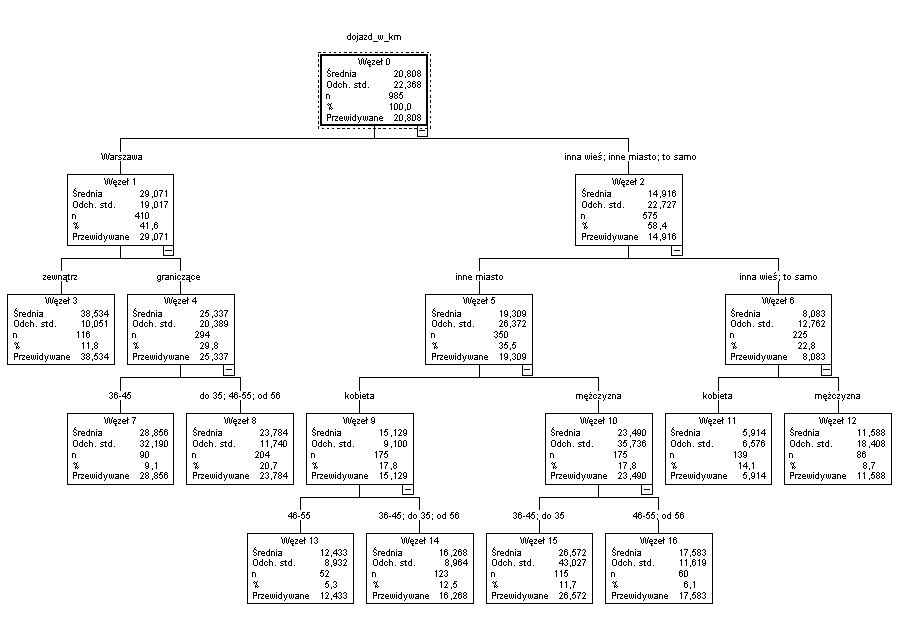 dojazd_w_km
Węzeł 0
Średnia 20,808
Odch. std. 22,368
n 985
% 100,0
Przewidywane 20,808
Warszawa
inna wieś; inne miasto; to samo
Węzeł 1
Średnia 29,071
Odch. std. 19,017
n 410
% 41,6
Przewidywane 29,071
Węzeł 2
Średnia 14,916
Odch. std. 22,727
n 575
% 58,4
Przewidywane 14,916
zewnątrz
graniczące
inne miasto
inna wieś; to samo
Węzeł 3
Średnia 38,534
Odch. std. 10,051
n 116
% 11,8
Przewidywane 38,534
Węzeł 4
Średnia 25,337
Odch. std. 20,389
n 294
% 29,8
Przewidywane 25,337
Węzeł 5
Średnia 19,309
Odch. std. 26,372
n 350
% 35,5
Przewidywane 19,309
Węzeł 6
Średnia 8,083
Odch. std. 12,762
n 225
% 22,8
Przewidywane 8,083
36-45
do 35; 46-55; od 56
kobieta
mężczyzna
kobieta
mężczyzna
Węzeł 7
Średnia 28,856
Odch. std. 32,190
n 90
% 9,1
Przewidywane 28,856
Węzeł 8
Średnia 23,784
Odch. std. 11,740
n 204
% 20,7
Przewidywane 23,784
Węzeł 9
Średnia 15,129
Odch. std. 9,100
n 175
% 17,8
Przewidywane 15,129
Węzeł 10
Średnia 23,490
Odch. std. 35,736
n 175
% 17,8
Przewidywane 23,490
Węzeł 11
Średnia 5,914
Odch. std. 6,576
n 139
% 14,1
Przewidywane 5,914
Węzeł 12
Średnia 11,588
Odch. std. 18,408
n 86
% 8,7
Przewidywane 11,588
46-55
36-45; do 35; od 56
36-45; do 35
46-55; od 56
Węzeł 13
Średnia 12,433
Odch. std. 8,932
n 52
% 5,3
Przewidywane 12,433
Węzeł 14
Średnia 16,268
Odch. std. 8,964
n 123
% 12,5
Przewidywane 16,268
Węzeł 15
Średnia 26,572
Odch. std. 43,027
n 115
% 11,7
Przewidywane 26,572
Węzeł 16
Średnia 17,583
Odch. std. 11,619
n 60
% 6,1
Przewidywane 17,583